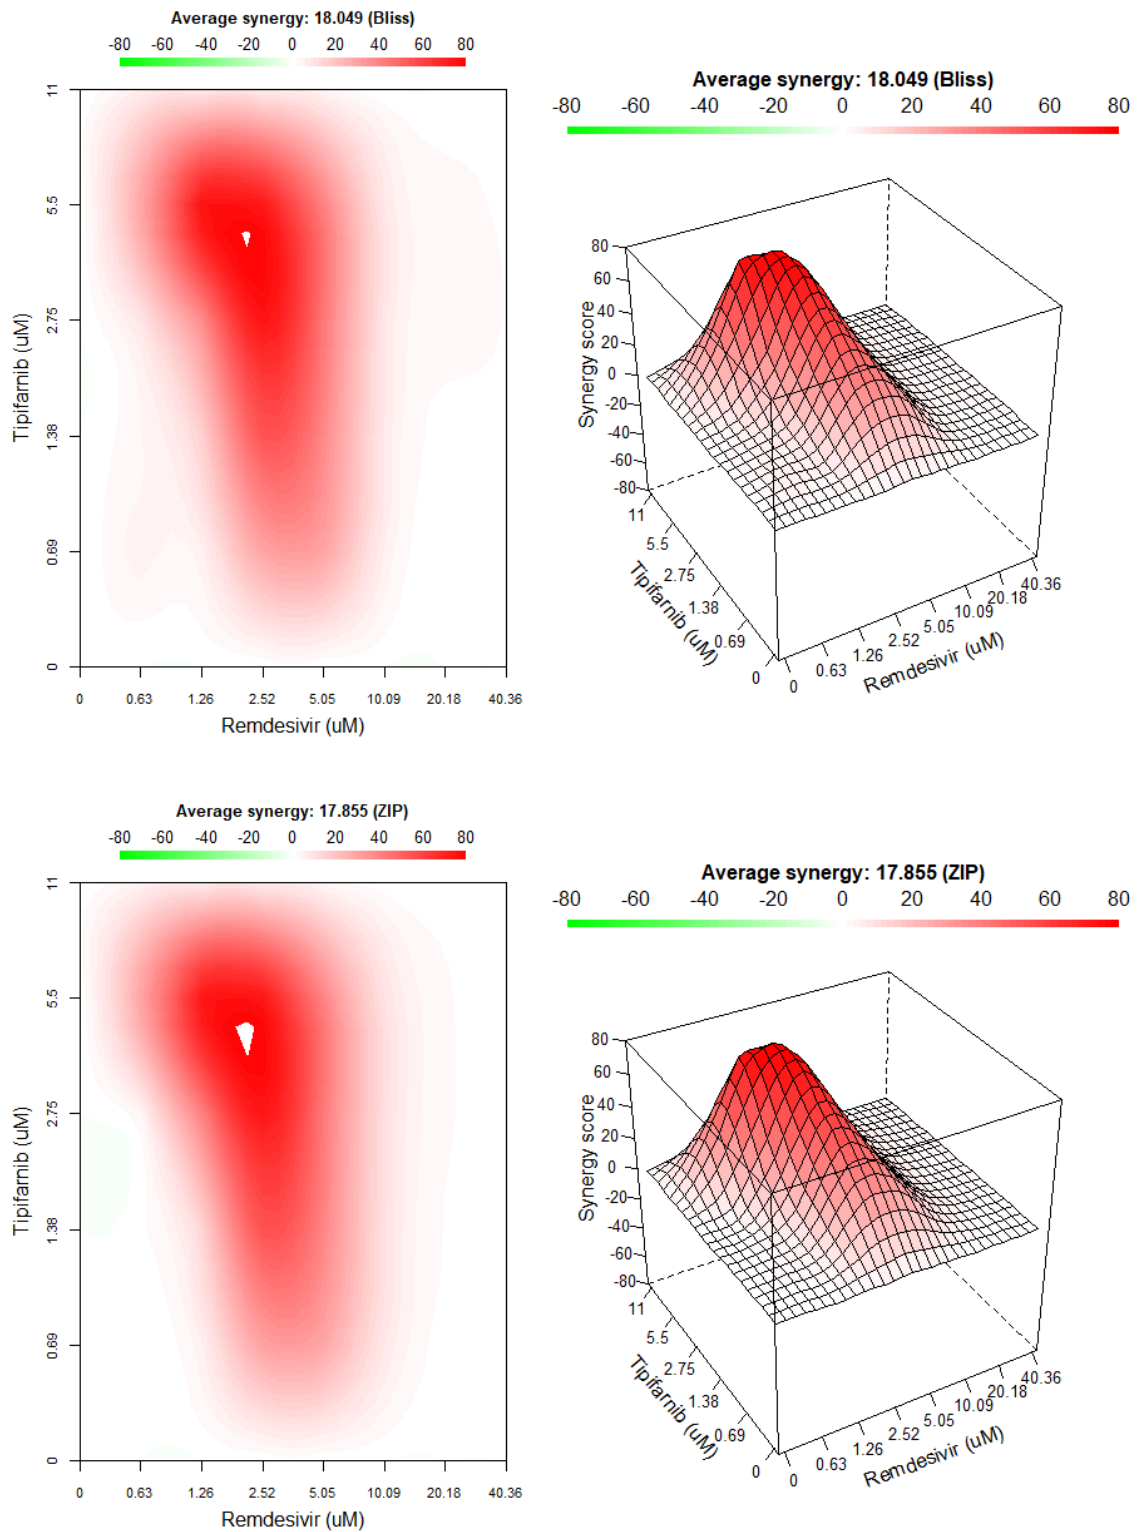 Average synergy: 18.049 (Bliss)
-80 -60 -40 -20 0 20 40 60 80
11
5.5
2.75
1.38
0.69
0
Tipifarnib (uM)
0 0.63 1.26 2.52 5.05 10.09 20.18 40.36
Remdesivir (uM)
Average synergy: 18.049 (Bliss)
-80 -60 -40 -20 0 20 40 60 80
80
60
40
20
0
-20
-40
-60
-80
Synergy score
11
5.5
2.75
1.38
0.69
0
Tipifarnib (uM)
0 0.63 1.26 2.52 5.05 10.09 20.18 40.36
Remdesivir (uM)
Average synergy: 17.855 (ZIP)
-80 -60 -40 -20 0 20 40 60 80
11
5.5
2.75
1.38
0.69
0
Tipifarnib (uM)
0 0.63 1.26 2.52 5.05 10.09 20.18 40.36
Remdesivir (uM)
Average synergy: 17.855 (ZIP)
-80 -60 -40 -20 0 20 40 60 80
80
60
40
20
0
-20
-40
-60
-80
Synergy score
11
5.5
2.75
1.38
0.69
0
Tipifarnib (uM)
0 0.63 1.26 2.52 5.05 10.09 20.18 40.36
Remdesivir (uM)